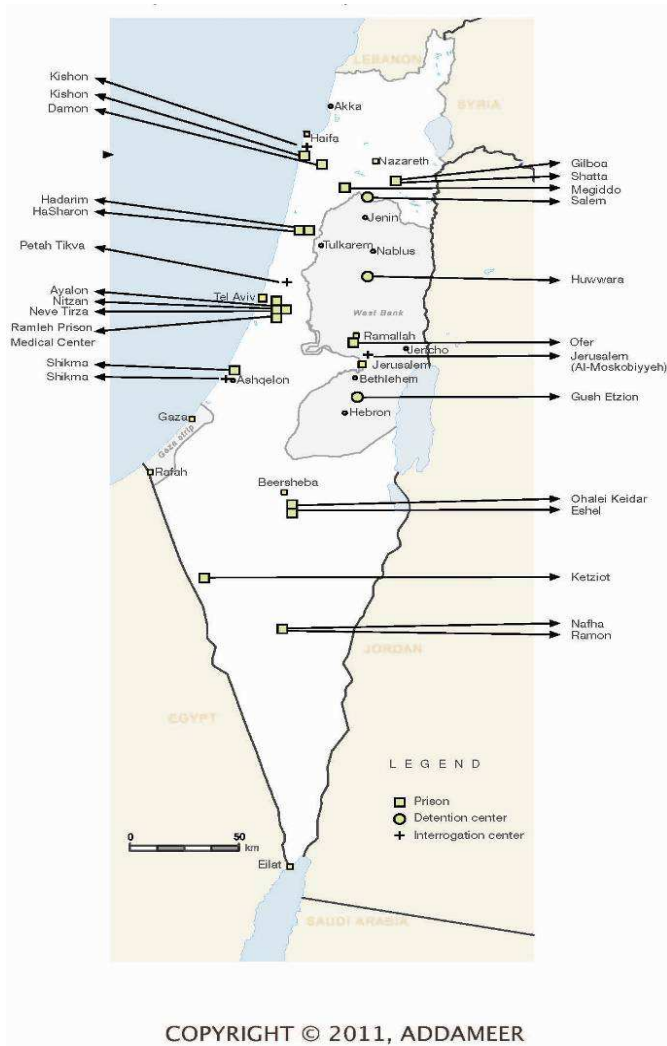 LEBANON
Kishon
Kishon
Damon
SYRIA
Akka
Haifa
Nazareth
Gilboa
Shatta
Megiddo
Salem
Hadarim
HaSharon
Jenin
Tulkarem
Nablus
Petah Tikva
Huwwara
Ayalon
Nitzan
Neve Tirza
Ramleh Prison
Medical Center
Tel Aviv
West Bank
Ramallah
Ofer
Jericho
Jerusalem
(Al-Moskobiyyeh)
Shikma
Shikma
Jerusalem
Ashqelon
Bethlehem
Gush Etzion
Hebron
Gaza
Gaza strip
Rafah
Beersheba
Ohalei Keidar
Eshel
Ketziot
Nafha
Ramon
JORDAN
EGYPT
LEGEND
Prison
Detention center
Interrogation center
0 50
km
Eilat
SAUDI ARABIA
COPYRIGHT © 2011, ADDAMEER